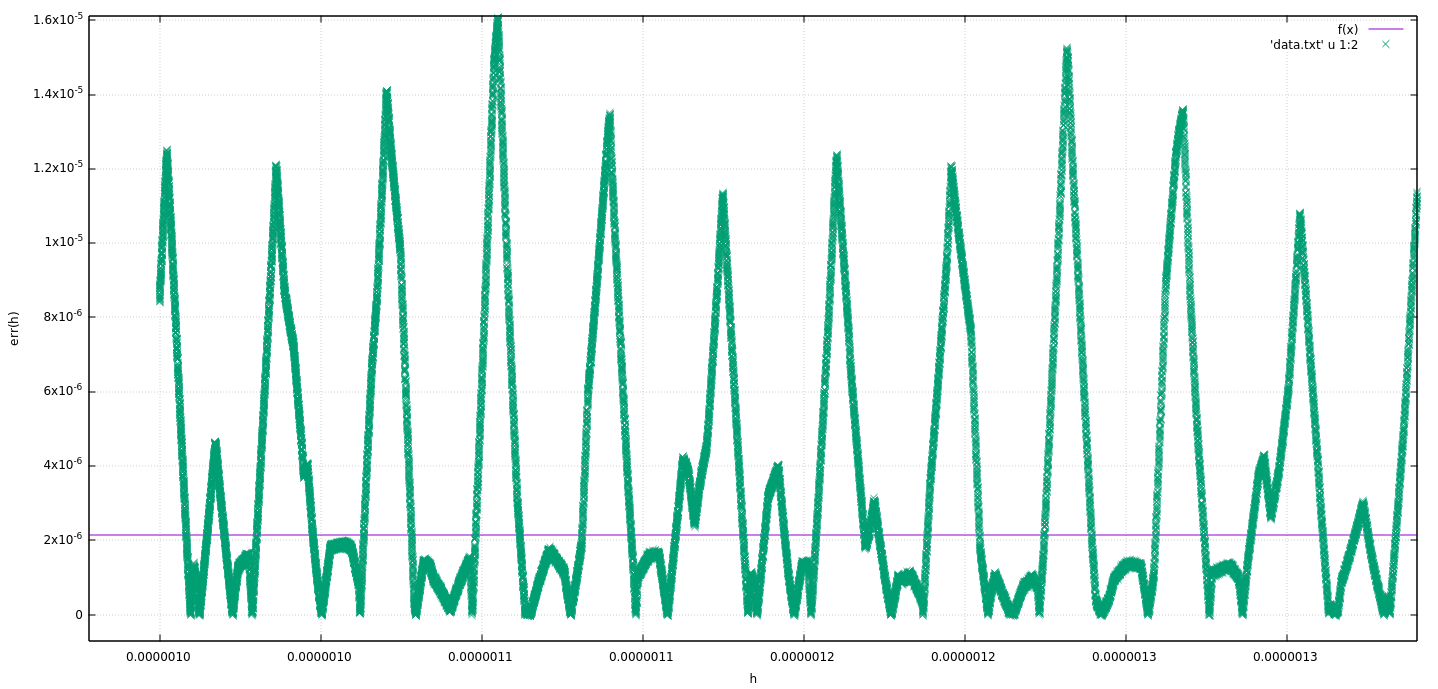 1.6x10⁻⁵
1.4x10⁻⁵
1.2x10⁻⁵
1x10⁻⁵
8x10⁻⁶
6x10⁻⁶
4x10⁻⁶
2x10⁻⁶
0
err(h)
f(x)
'data.txt' u 1:2
0.0000010 0.0000010 0.0000011 0.0000011 0.0000012 0.0000012 0.0000013 0.0000013
h